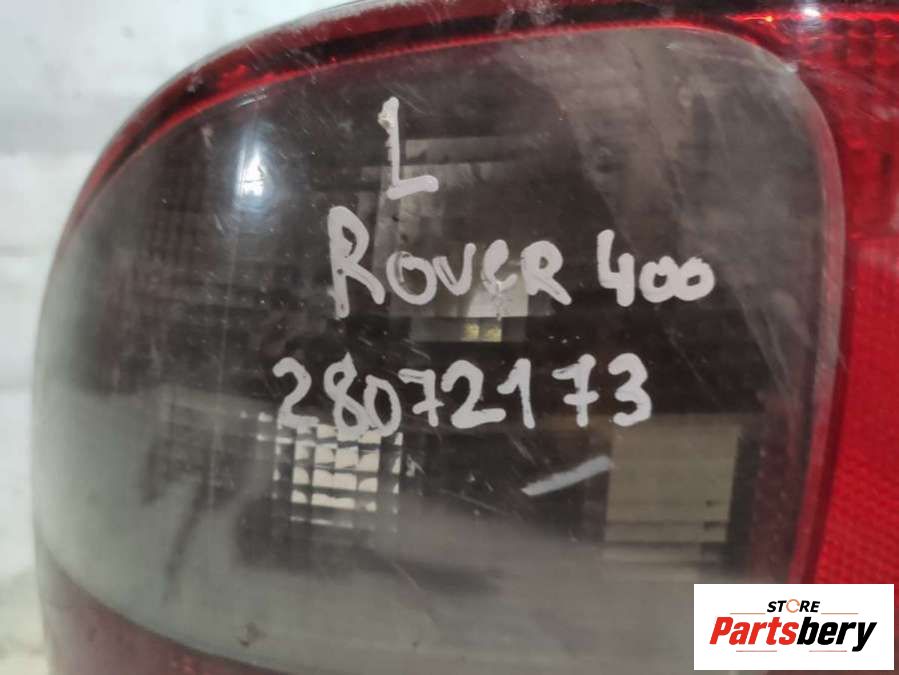 L
ROVER 400
28072173
STORE
Partsbery